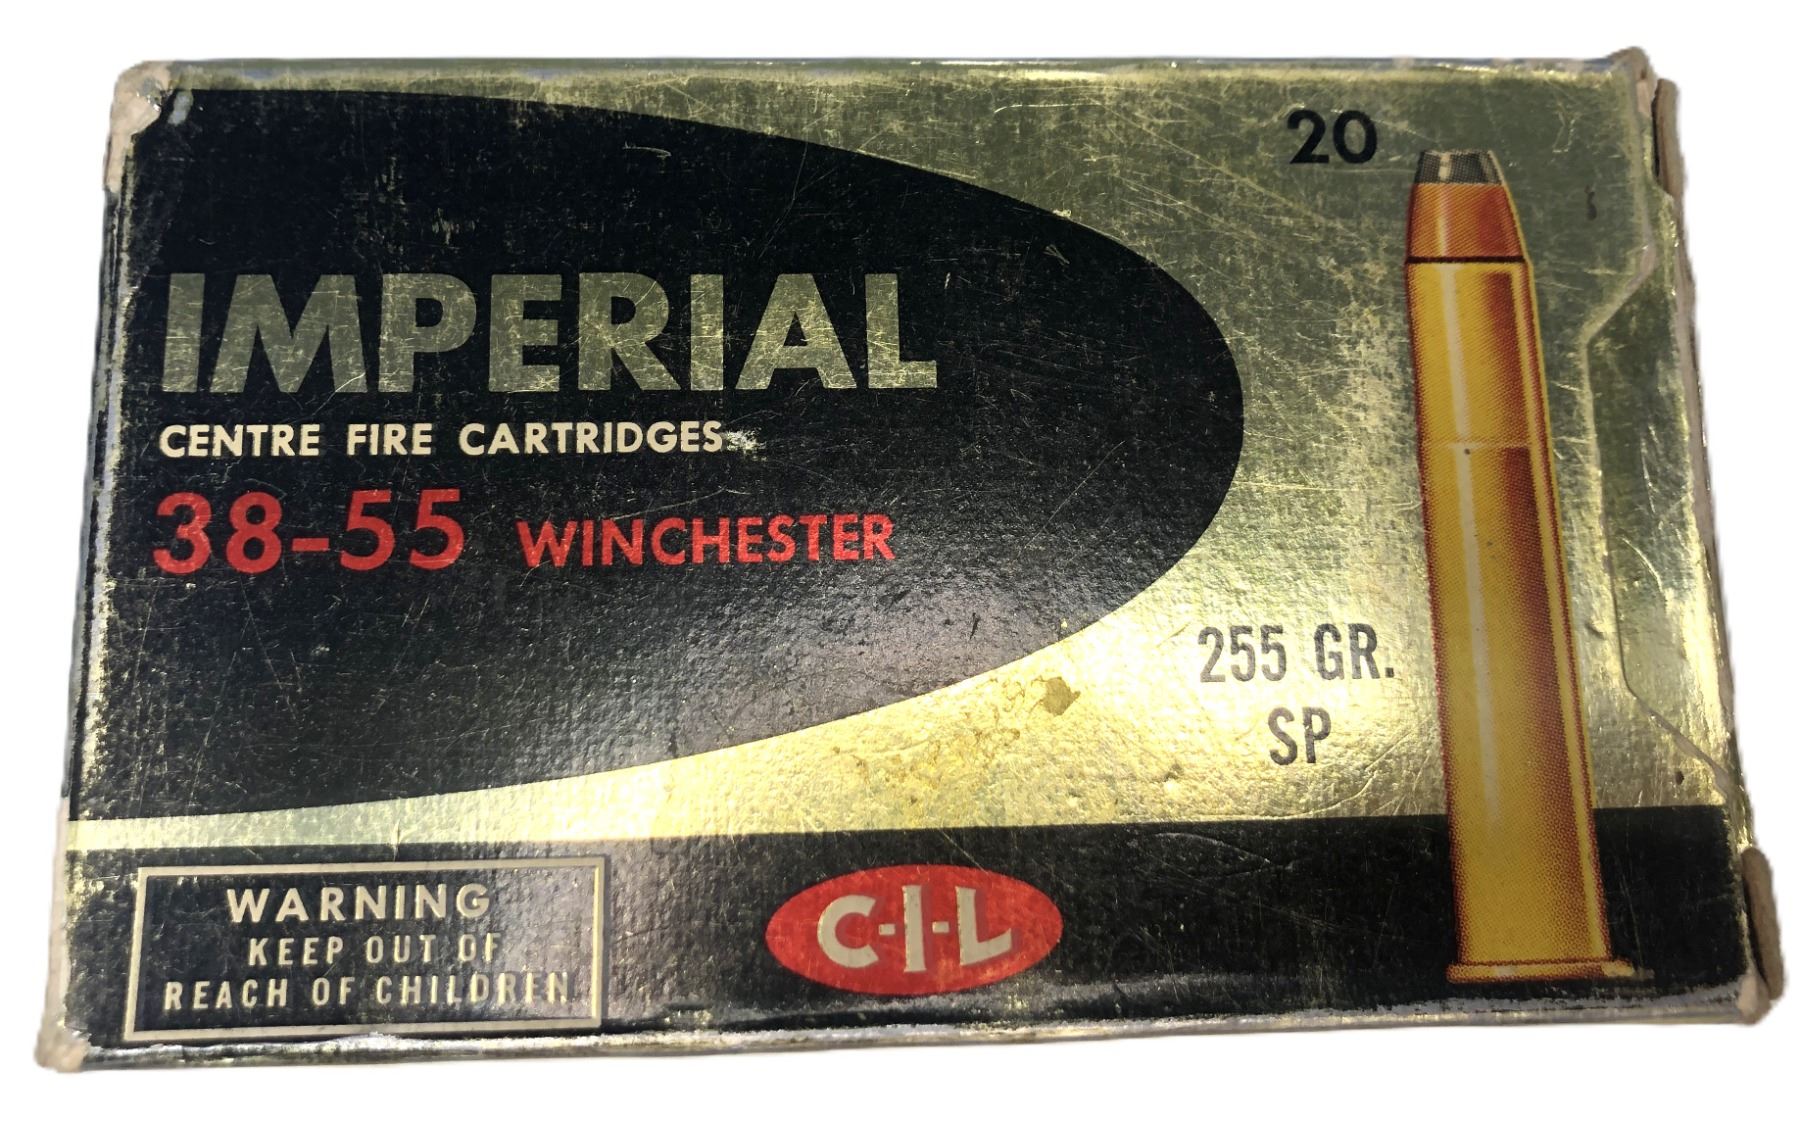 20
IMPERIAL
CENTRE FIRE CARTRIDGES
38-55 WINCHESTER
255 GR.
SP
WARNING
KEEP OUT OF
REACH OF CHILDREN
C-I-L